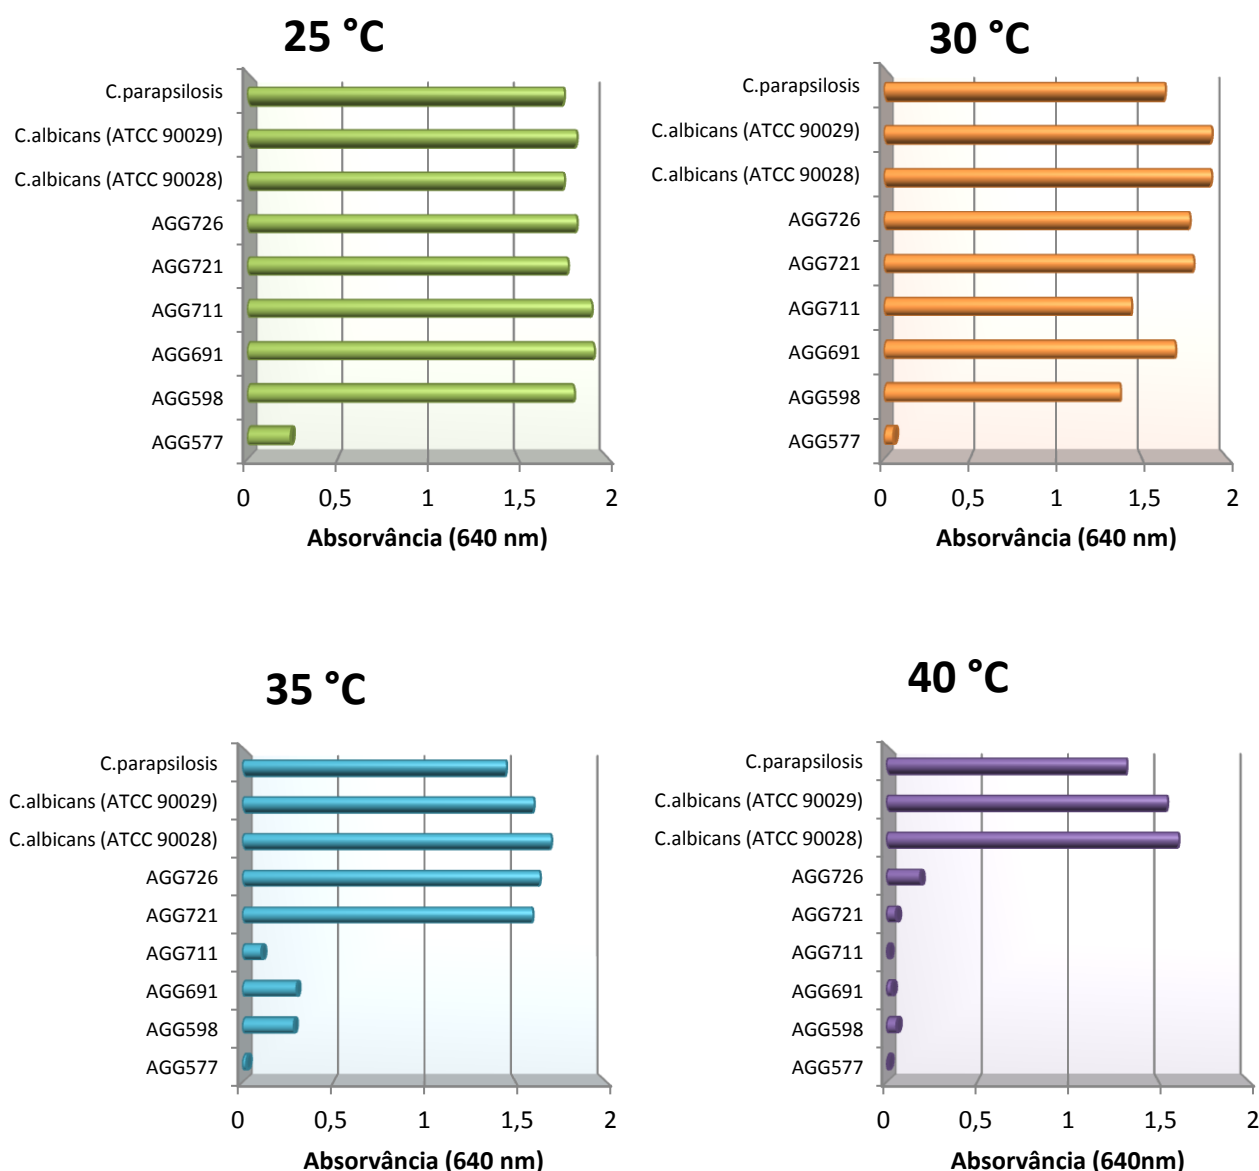 25 °C
C.parapsilosis
C.albicans (ATCC 90029)
C.albicans (ATCC 90028)
AGG726
AGG721
AGG711
AGG691
AGG598
AGG577
0 0,5 1 1,5 2
Absorvância (640 nm)
30 °C
C.parapsilosis
C.albicans (ATCC 90029)
C.albicans (ATCC 90028)
AGG726
AGG721
AGG711
AGG691
AGG598
AGG577
0 0,5 1 1,5 2
Absorvância (640 nm)
35 °C
C.parapsilosis
C.albicans (ATCC 90029)
C.albicans (ATCC 90028)
AGG726
AGG721
AGG711
AGG691
AGG598
AGG577
0 0,5 1 1,5 2
Absorvância (640 nm)
40 °C
C.parapsilosis
C.albicans (ATCC 90029)
C.albicans (ATCC 90028)
AGG726
AGG721
AGG711
AGG691
AGG598
AGG577
0 0,5 1 1,5 2
Absorvância (640nm)